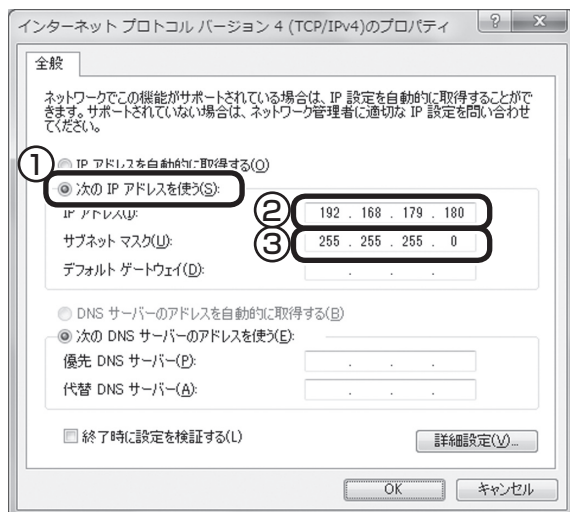 インターネット プロトコル バージョン 4 (TCP/IPv4)のプロパティ
全般
ネットワークでこの機能がサポートされている場合は、IP 設定を自動的に取得することがで
きます。サポートされていない場合は、ネットワーク管理者に適切な IP 設定を問い合わせ
てください。
① IP アドレスを自動的に取得する(O)
次の IP アドレスを使う(S):
IP アドレス(I): ② 192 . 168 . 179 . 180
サブネット マスク(U): ③ 255 . 255 . 255 . 0
デフォルト ゲートウェイ(D): . . .
DNS サーバーのアドレスを自動的に取得する(B)
次の DNS サーバーのアドレスを使う(E):
優先 DNS サーバー(P): . . .
代替 DNS サーバー(A): . . .
終了時に設定を検証する(L)
詳細設定(V)...
OK キャンセル